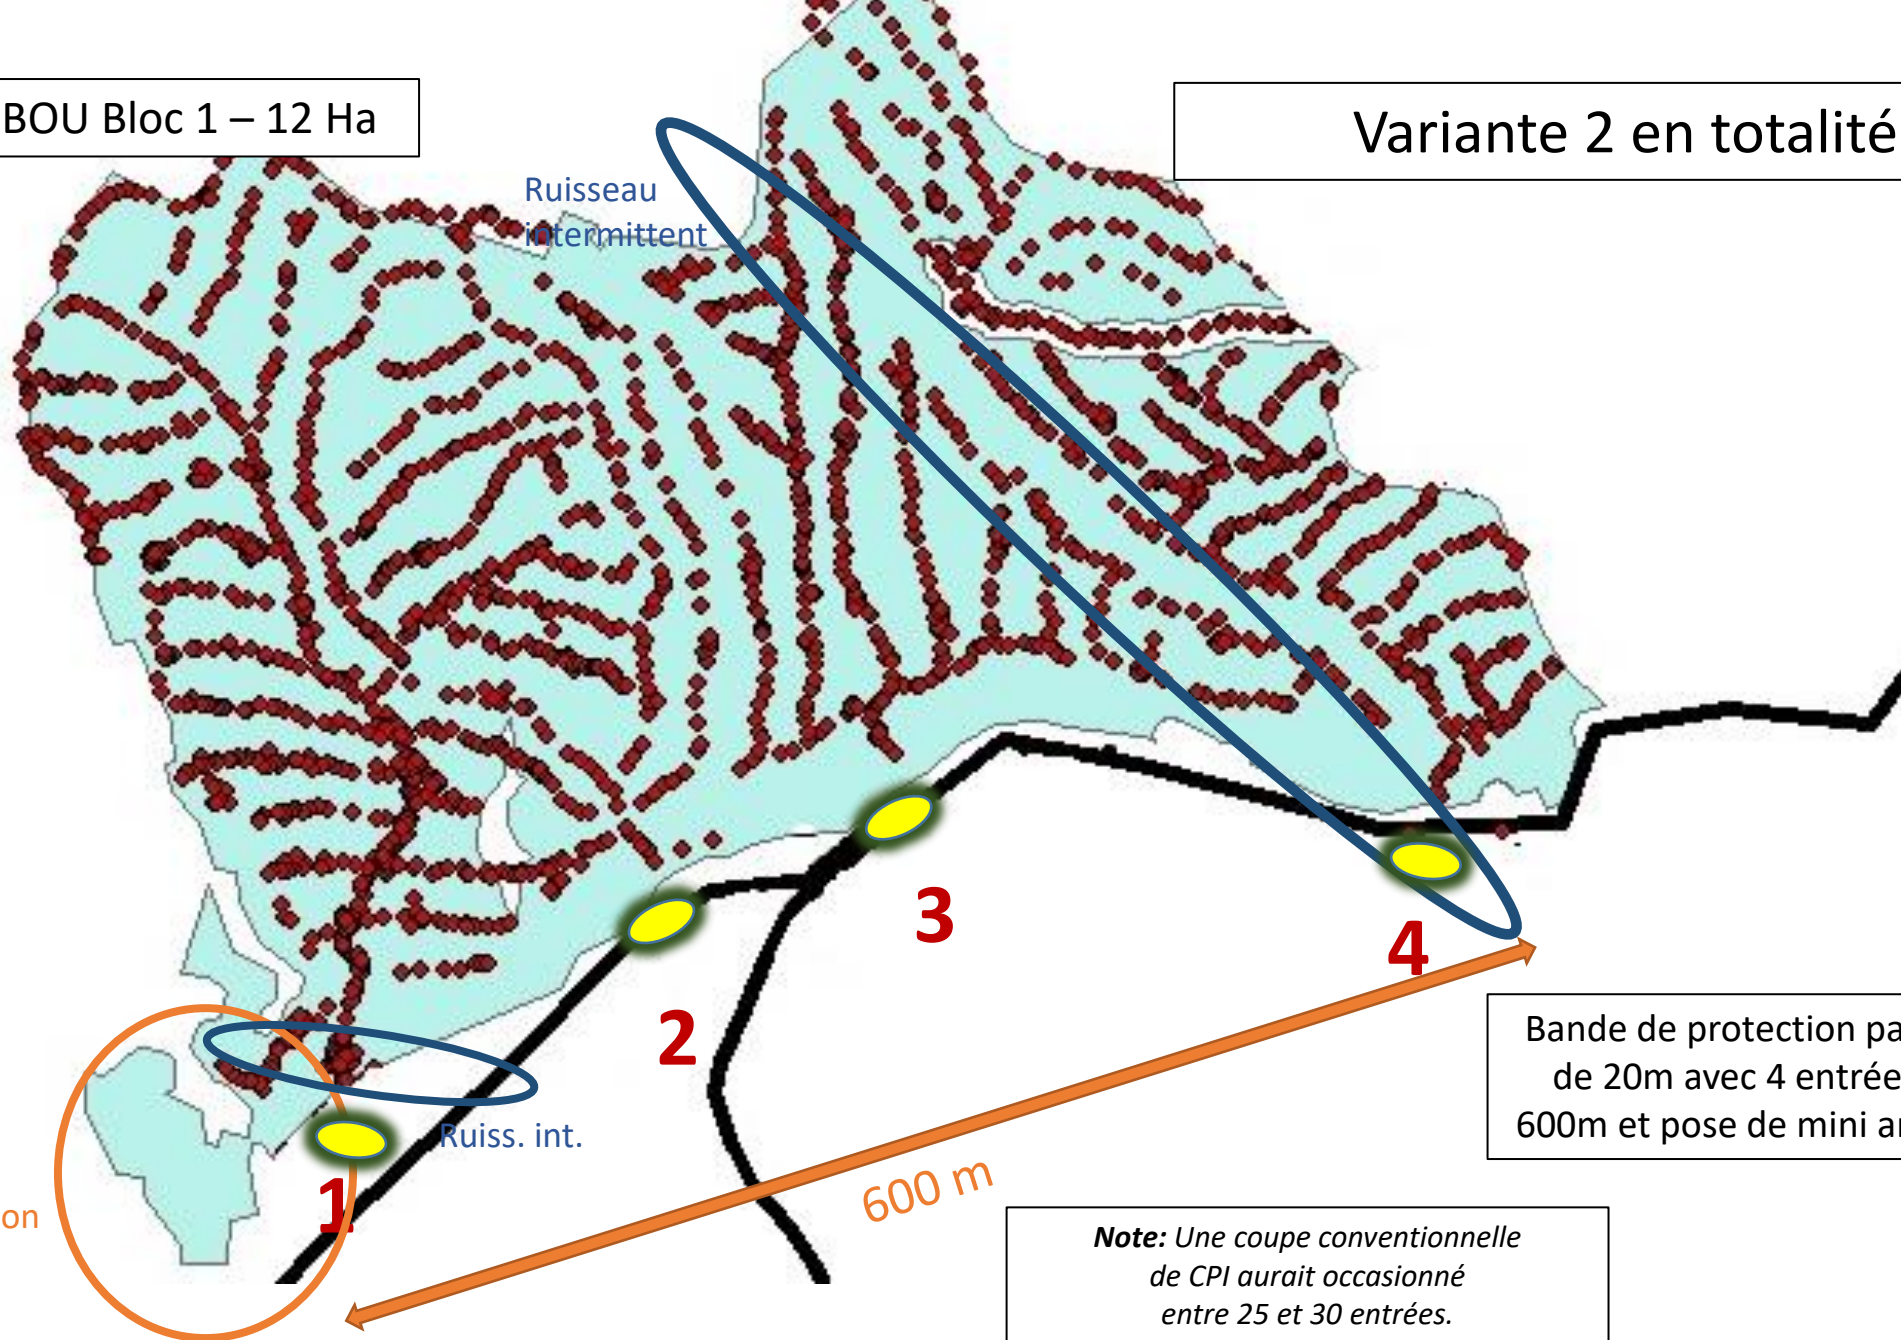 BOU Bloc 1 – 12 Ha
Variante 2 en totalité
Ruisseau
intermittent
3
4
2
Bande de protection pa
de 20m avec 4 entrée
600m et pose de mini a
Ruiss. int.
1
on
600 m
Note: Une coupe conventionnelle
de CPI aurait occasionné
entre 25 et 30 entrées.